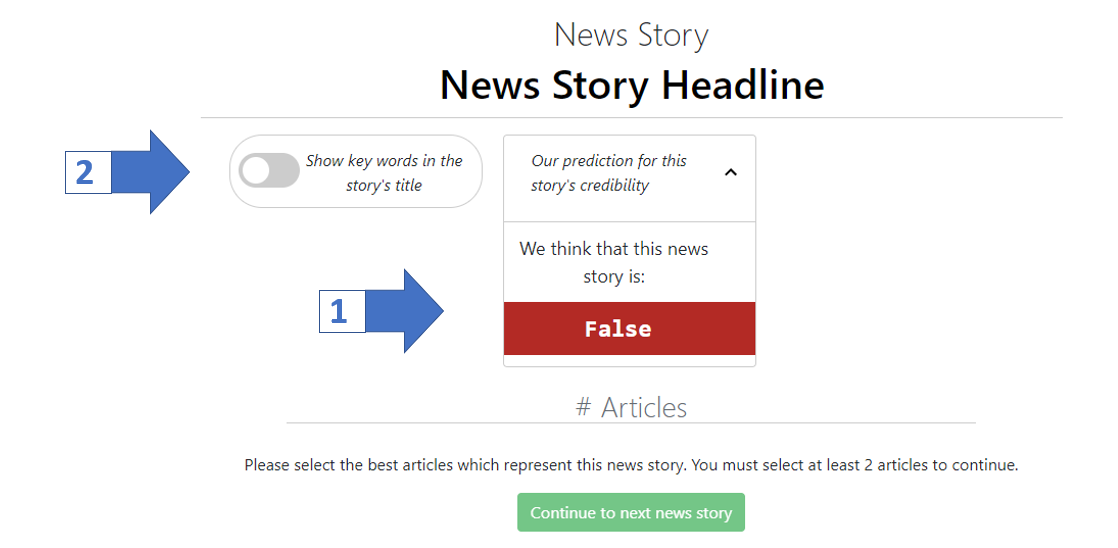 News Story
News Story Headline
2
Show key words in the
story's title
Our prediction for this
story's credibility
We think that this news
story is:
1
False
# Articles
Please select the best articles which represent this news story. You must select at least 2 articles to continue.
Continue to next news story